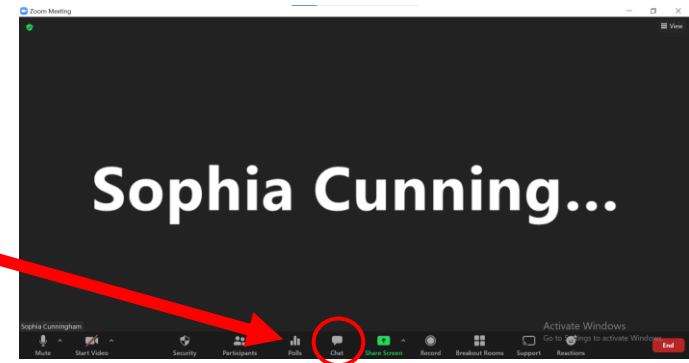 Zoom Meeting
View
Sophia Cunning...
Sophia Cunningham
Activate Windows
Go to Settings to activate Windows.
Mute
Start Video
Security
Participants
Polls
Chat
Share Screen
Record
Breakout Rooms
Support
Reactions
End